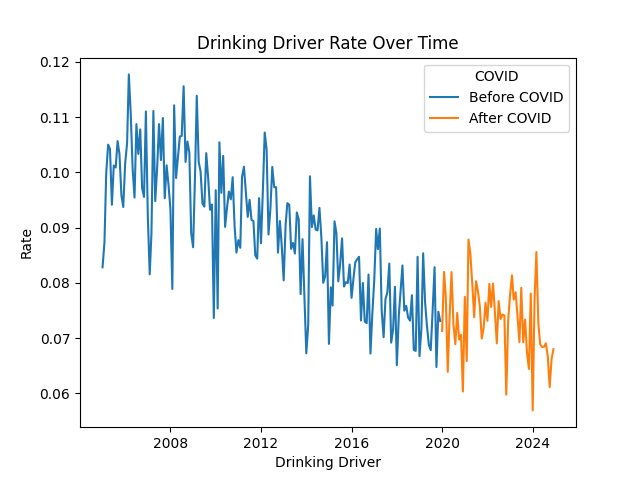 Drinking Driver Rate Over Time
COVID
Before COVID
After COVID
Rate
0.12
0.11
0.10
0.09
0.08
0.07
0.06
2008 2012 2016 2020 2024
Drinking Driver